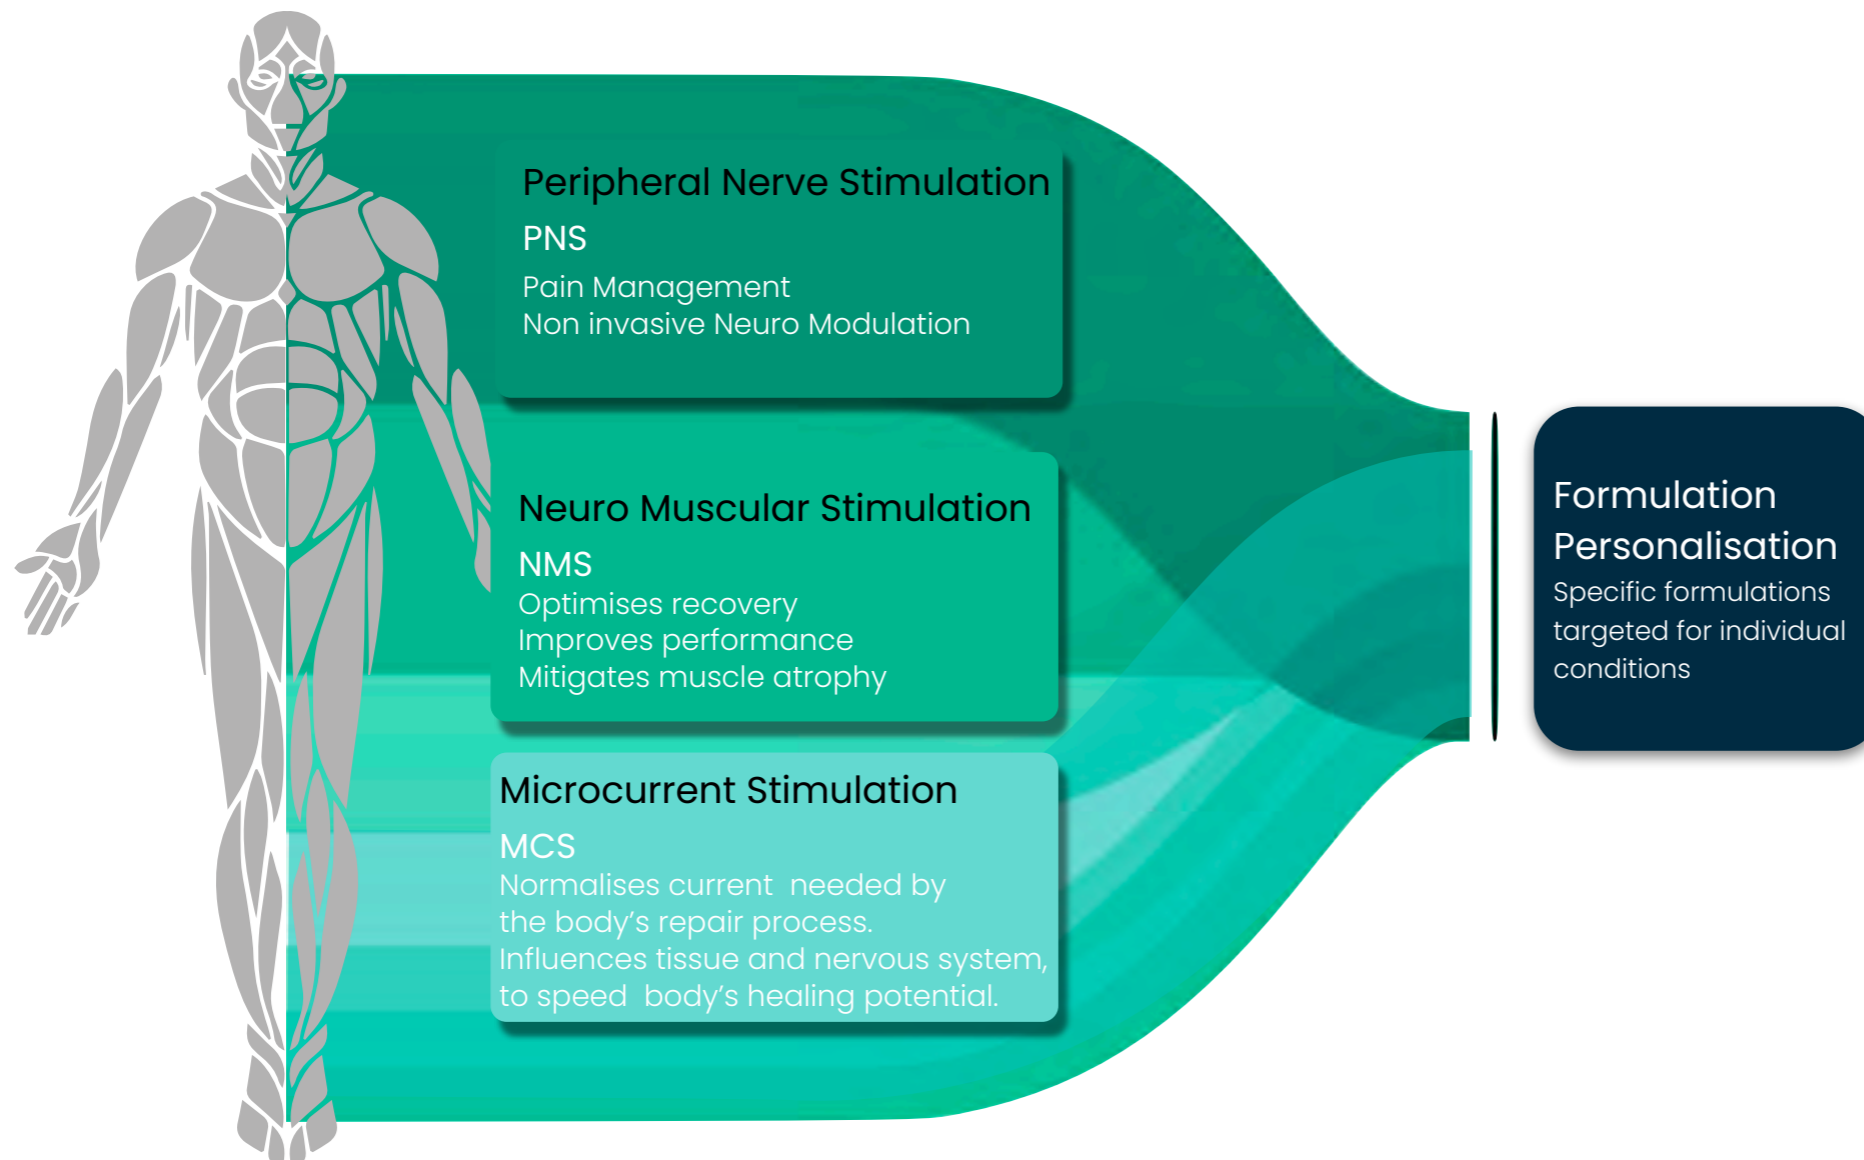 Peripheral Nerve Stimulation
PNS
Pain Management
Non invasive Neuro Modulation
Neuro Muscular Stimulation
NMS
Optimises recovery
Improves performance
Mitigates muscle atrophy
Microcurrent Stimulation
MCS
Normalises current  needed by
the body’s repair process.
Influences tissue and nervous system,
to speed  body’s healing potential.
Formulation
Personalisation
Specific formulations
targeted for individual
conditions